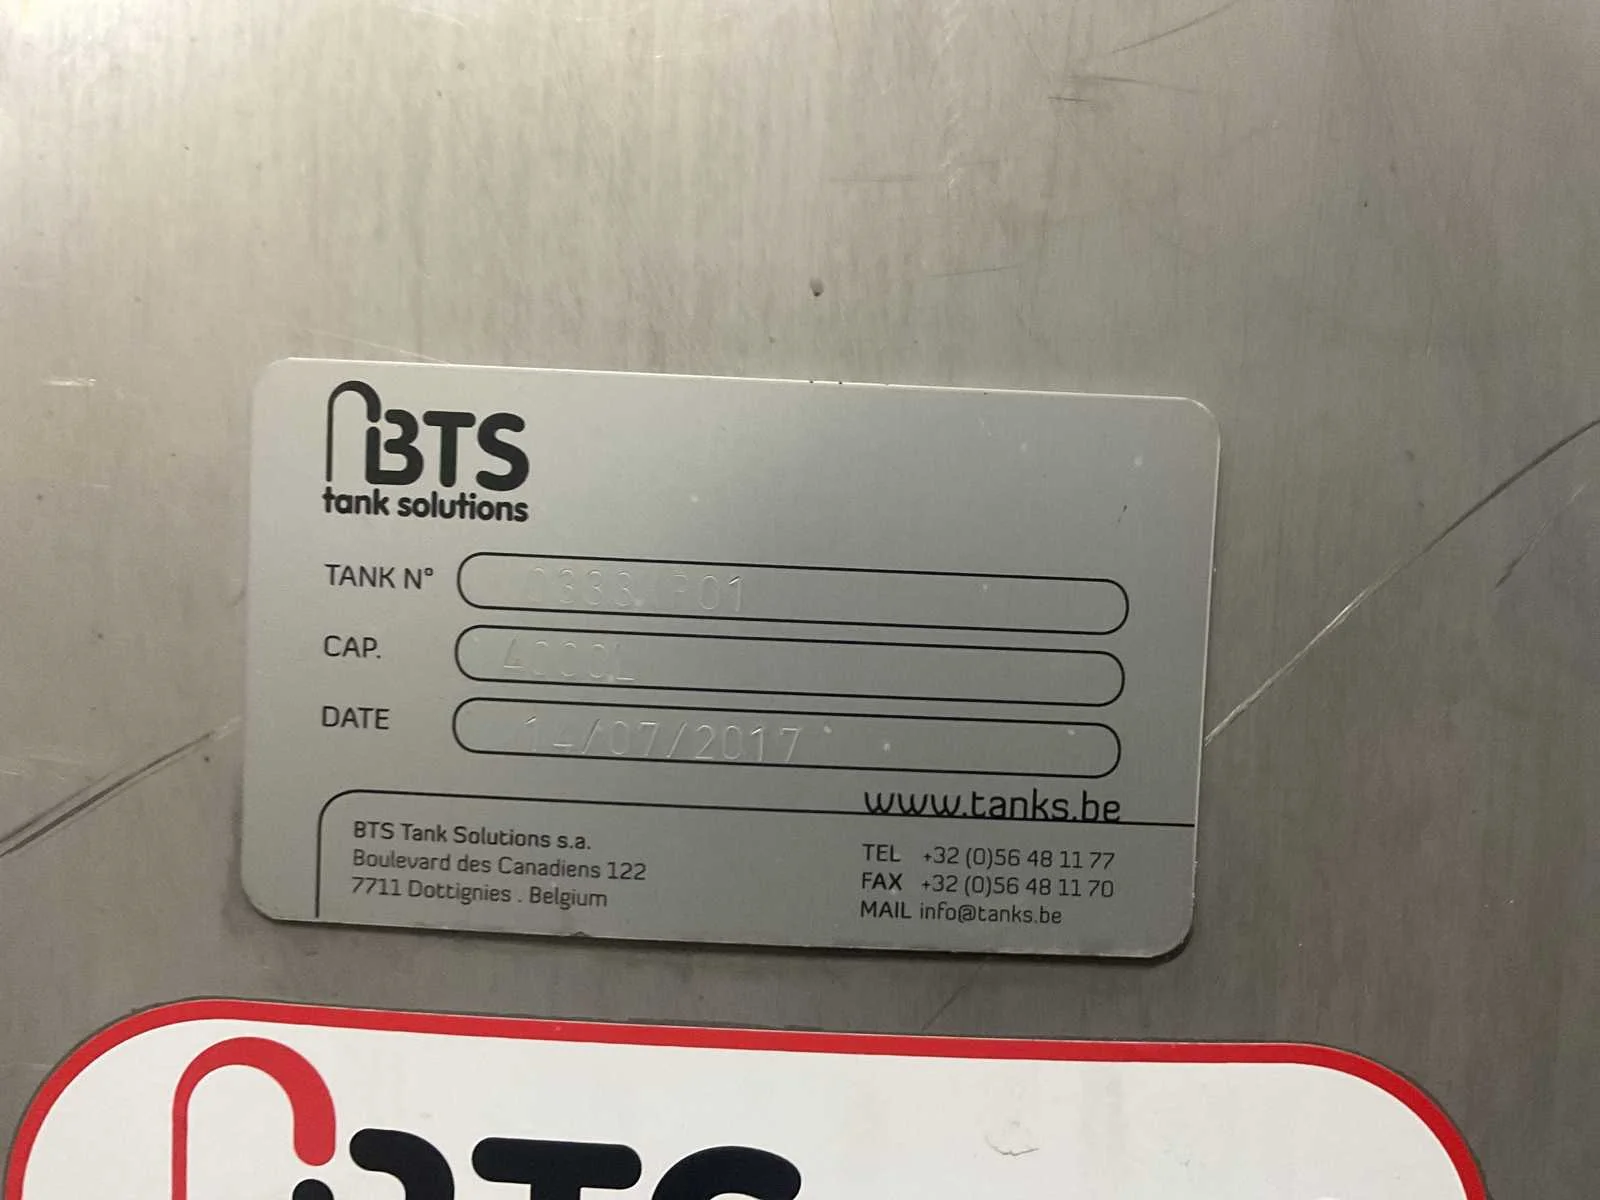 BTS
tank solutions
TANK N°
CAP. 4000L
DATE 14/07/2017
www.tanks.be
BTS Tank Solutions s.a.
Boulevard des Canadiens 122
7711 Dottignies . Belgium
TEL +32 (0)56 48 11 77
FAX +32 (0)56 48 11 70
MAIL info@tanks.be
BTS